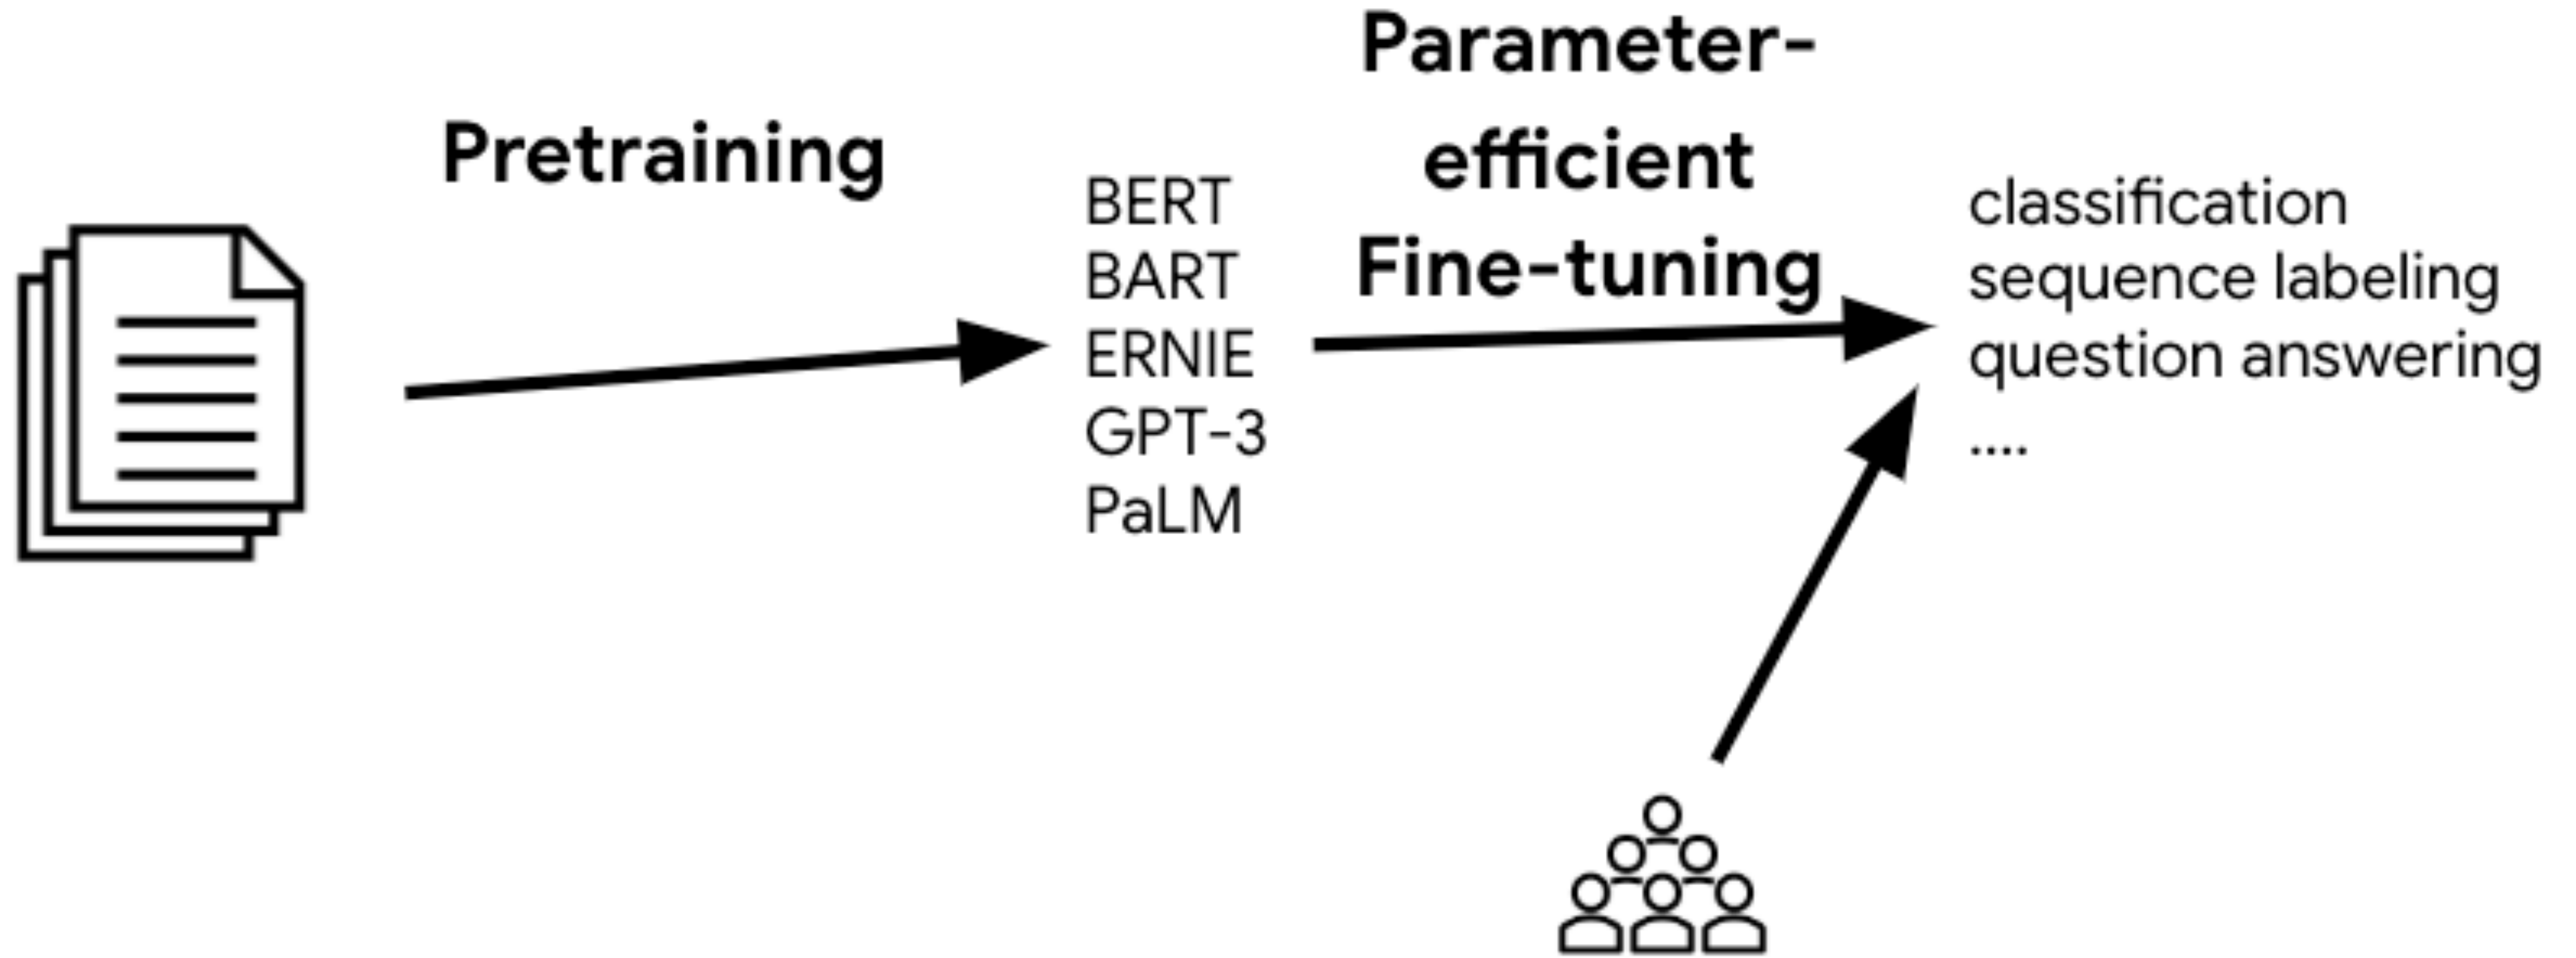 Pretraining
BERT
BART
ERNIE
GPT-3
PaLM
Parameter-
efficient
Fine-tuning
classification
sequence labeling
question answering
....